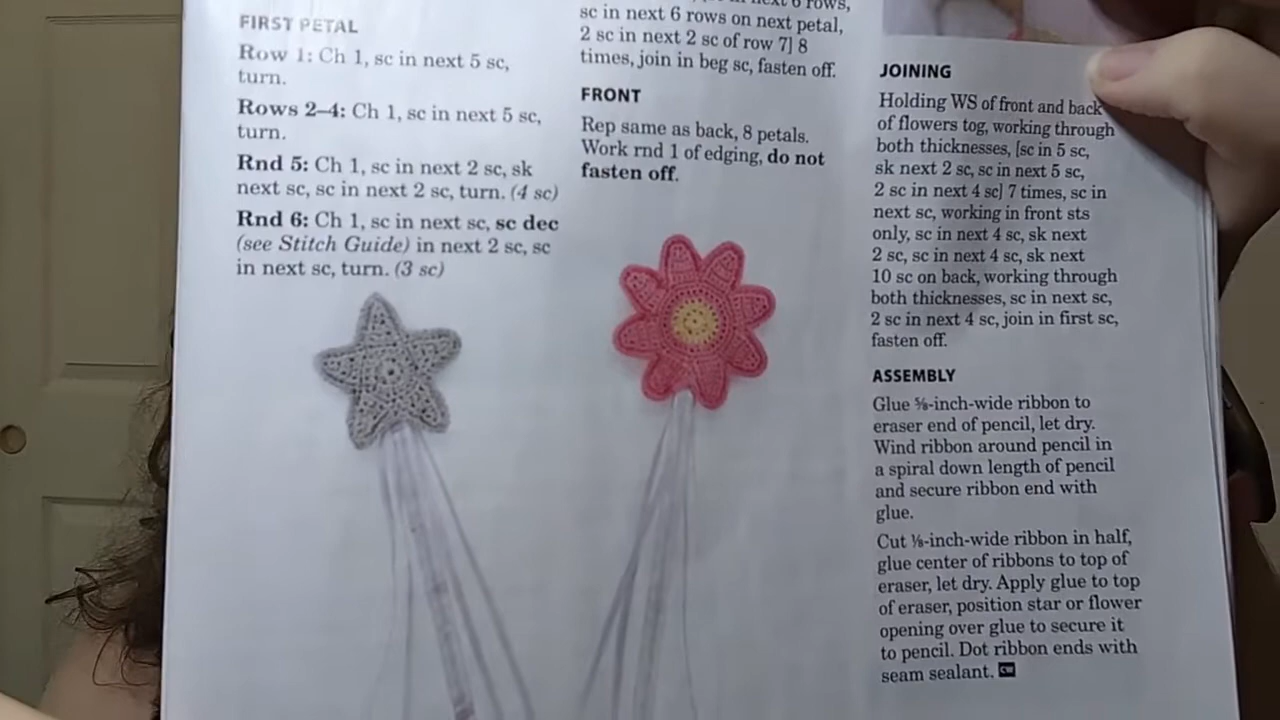 FIRST PETAL
Row 1: Ch 1, sc in next 5 sc,
turn.
Rows 2–4: Ch 1, sc in next 5 sc,
turn.
Rnd 5: Ch 1, sc in next 2 sc, sk
next sc, sc in next 2 sc, turn. (4 sc)
Rnd 6: Ch 1, sc in next sc, sc dec
(see Stitch Guide) in next 2 sc, sc
in next sc, turn. (3 sc)
in next 6 rows,
sc in next 6 rows on next petal,
2 sc in next 2 sc of row 7] 8
times, join in beg sc, fasten off.
FRONT
Rep same as back, 8 petals.
Work rnd 1 of edging, do not
fasten off.
JOINING
Holding WS of front and back
of flowers tog, working through
both thicknesses, [sc in 5 sc,
sk next 2 sc, sc in next 5 sc,
2 sc in next 4 sc] 7 times, sc in
next sc, working in front sts
only, sc in next 4 sc, sk next
2 sc, sc in next 4 sc, sk next
10 sc on back, working through
both thicknesses, sc in next sc,
2 sc in next 4 sc, join in first sc,
fasten off.
ASSEMBLY
Glue ⅝-inch-wide ribbon to
eraser end of pencil, let dry.
Wind ribbon around pencil in
a spiral down length of pencil
and secure ribbon end with
glue.
Cut ⅛-inch-wide ribbon in half,
glue center of ribbons to top of
eraser, let dry. Apply glue to top
of eraser, position star or flower
opening over glue to secure it
to pencil. Dot ribbon ends with
seam sealant. CW